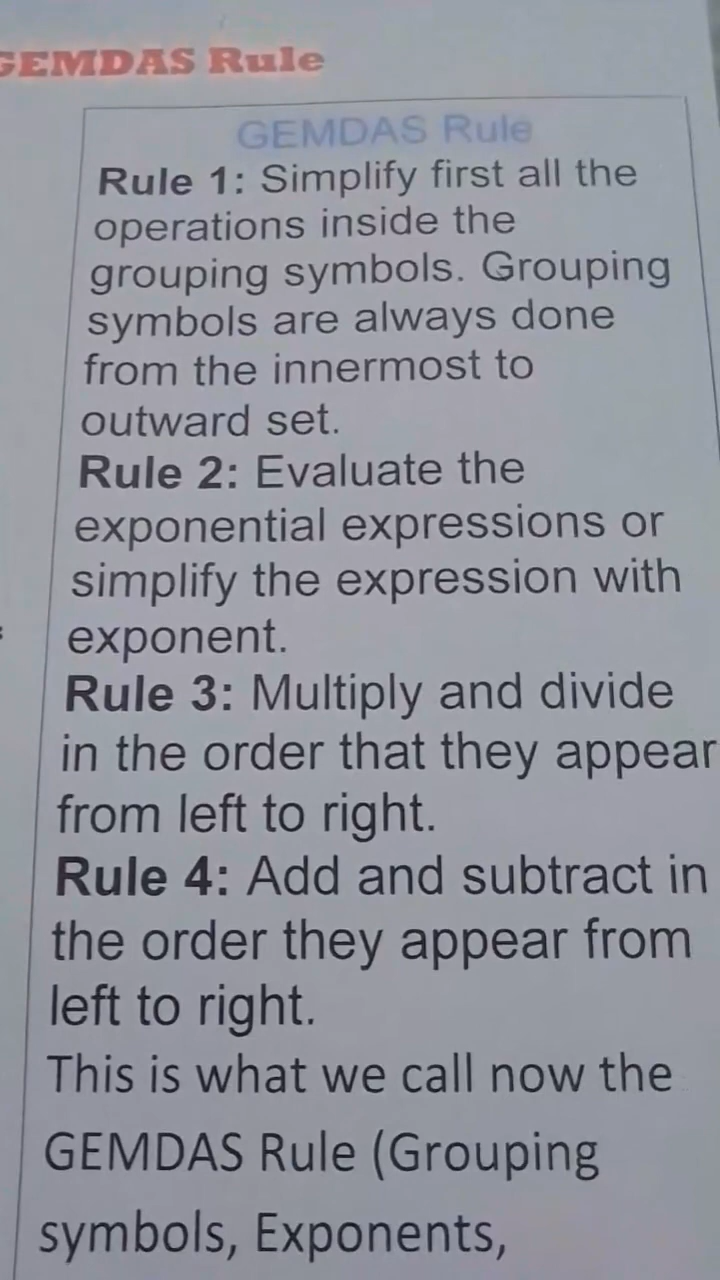 GEMDAS Rule
GEMDAS Rule
Rule 1: Simplify first all the
operations inside the
grouping symbols. Grouping
symbols are always done
from the innermost to
outward set.
Rule 2: Evaluate the
exponential expressions or
simplify the expression with
exponent.
Rule 3: Multiply and divide
in the order that they appear
from left to right.
Rule 4: Add and subtract in
the order they appear from
left to right.
This is what we call now the
GEMDAS Rule (Grouping
symbols, Exponents,